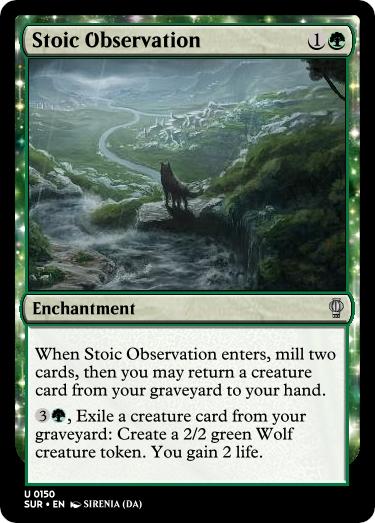 Stoic Observation 1
Enchantment
When Stoic Observation enters, mill two
cards, then you may return a creature
card from your graveyard to your hand.
3, Exile a creature card from your
graveyard: Create a 2/2 green Wolf
creature token. You gain 2 life.
U 0150
SUR • EN SIRENIA (DA)